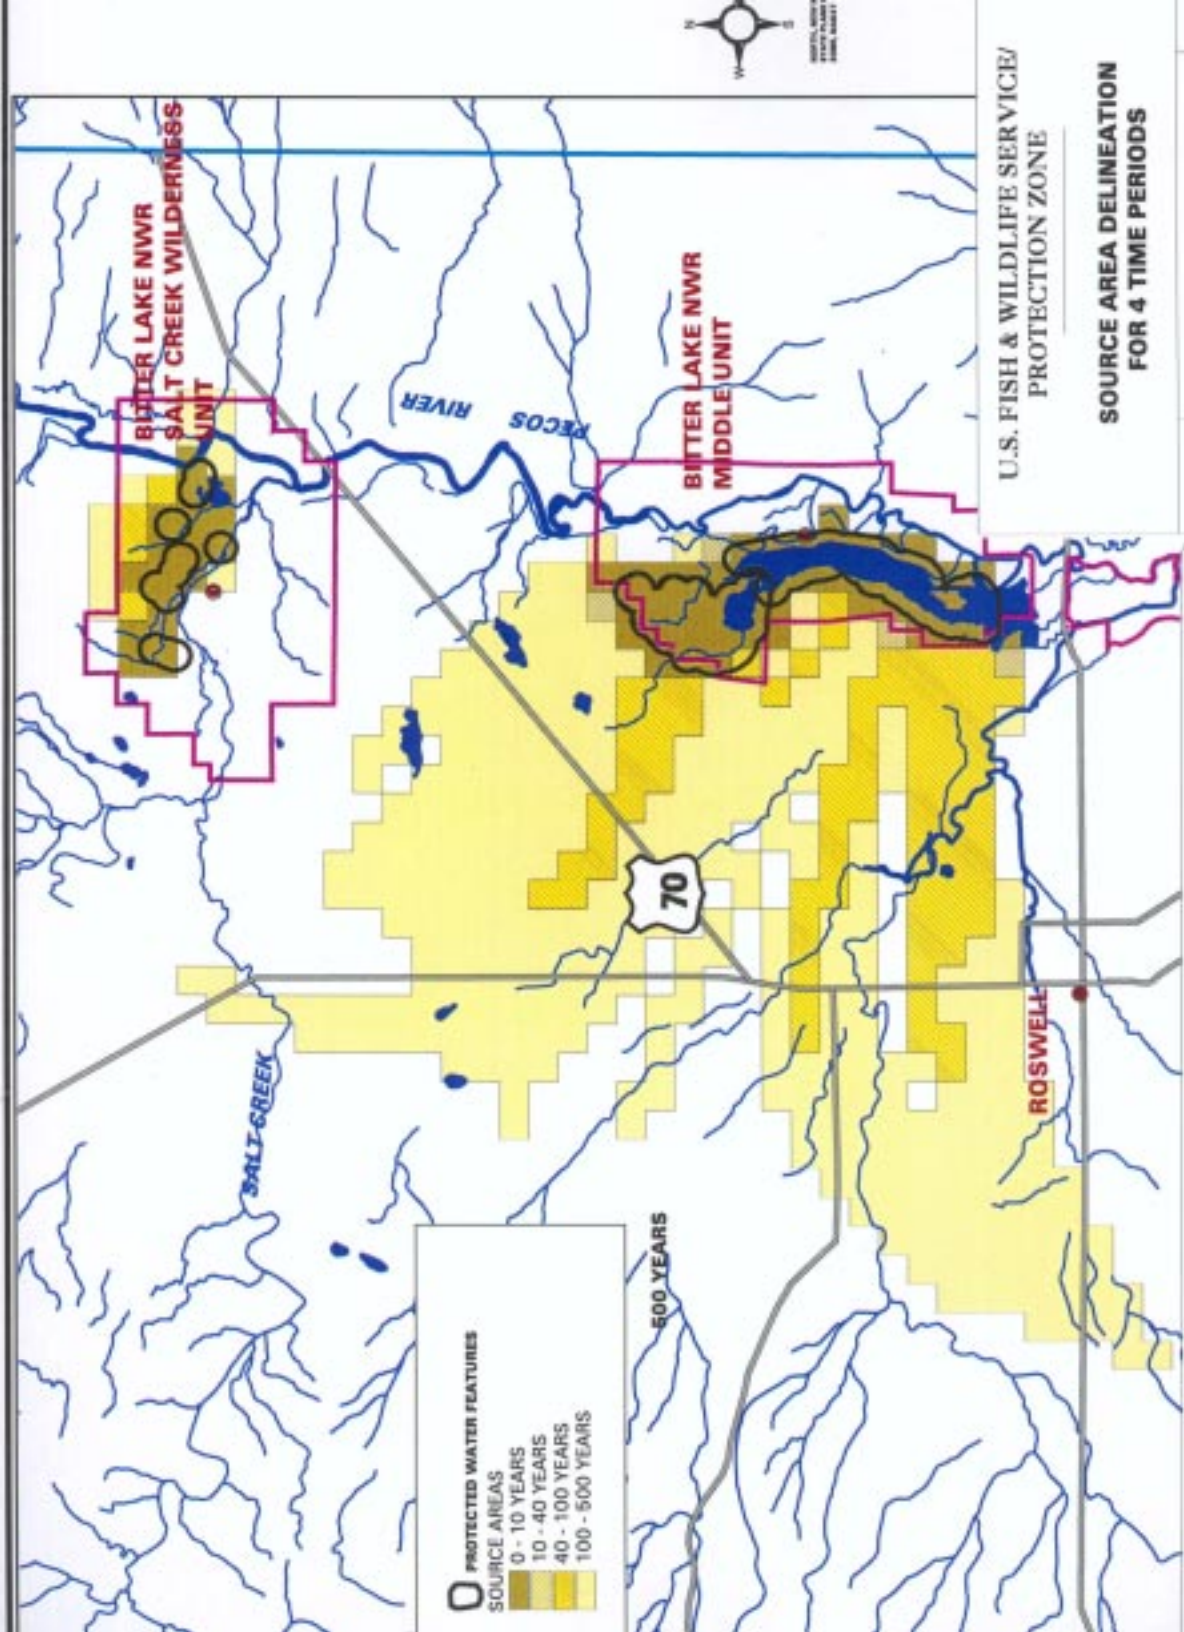 U.S. FISH & WILDLIFE SERVICE/
PROTECTION ZONE
SOURCE AREA DELINEATION
FOR 4 TIME PERIODS
N
S
W
BITTER LAKE NWR
SALT CREEK WILDERNESS
UNIT
BITTER LAKE NWR
MIDDLE UNIT
PECOS RIVER
70
ROSWELL
SALT CREEK
500 YEARS
PROTECTED WATER FEATURES
SOURCE AREAS
0 - 10 YEARS
10 - 40 YEARS
40 - 100 YEARS
100 - 500 YEARS